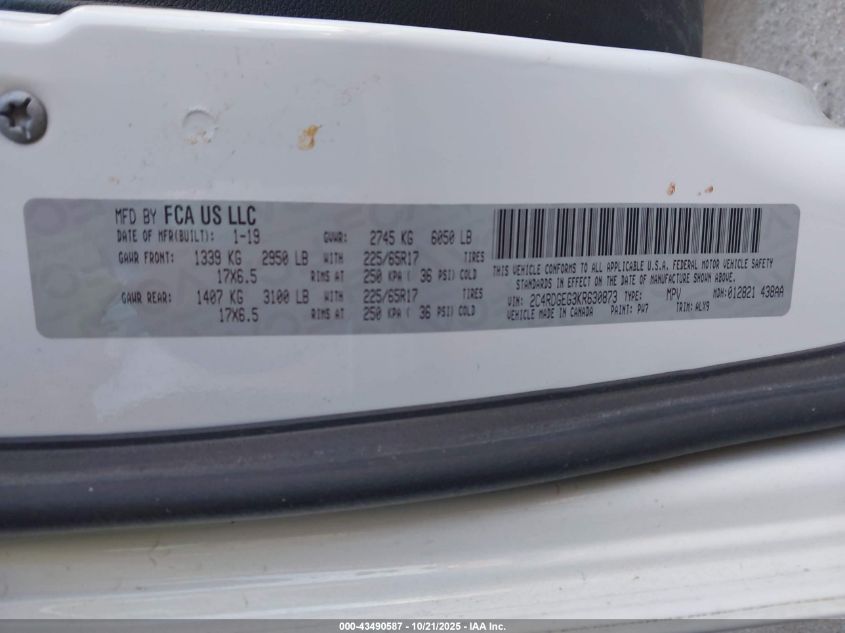 MFD BY FCA US LLC
DATE OF MFR(BUILT): 1-19 GVWR: 2745 KG 6050 LB
GAWR FRONT: 1339 KG 2950 LB WITH 225/65R17 TIRES
17X6.5 RIMS AT 250 KPA ( 36 PSI) COLD
GAWR REAR: 1407 KG 3100 LB WITH 225/65R17 TIRES
17X6.5 RIMS AT 250 KPA ( 36 PSI) COLD
THIS VEHICLE CONFORMS TO ALL APPLICABLE U.S.A. FEDERAL MOTOR VEHICLE SAFETY
STANDARDS IN EFFECT ON THE DATE OF MANUFACTURE SHOWN ABOVE.
VIN: 2C4RDGEG3KR630873 TYPE: MPV MDH:012821 438AA
VEHICLE MADE IN CANADA PAINT: PW7 TRIM: ALX9
000-43490587 - 10/21/2025 - IAA Inc.